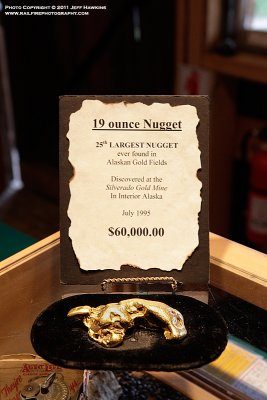 PHOTO COPYRIGHT © 2011 JEFF HAWKINS
WWW.RAILFIREPHOTOGRAPHY.COM
19 ounce Nugget
25th LARGEST NUGGET
ever found in
Alaskan Gold Fields
Discovered at the
Silverado Gold Mine
In Interior Alaska
July 1995
$60,000.00